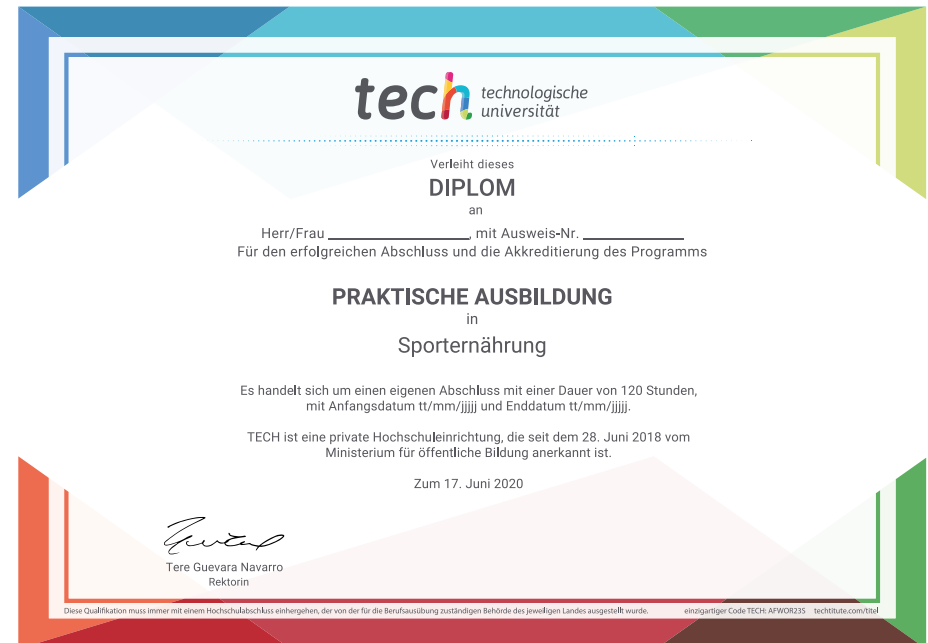 tech technologische
universität
Verleiht dieses
DIPLOM
an
Herr/Frau ____________________, mit Ausweis-Nr. ______________
Für den erfolgreichen Abschluss und die Akkreditierung des Programms
PRAKTISCHE AUSBILDUNG
in
Sporternährung
Es handelt sich um einen eigenen Abschluss mit einer Dauer von 120 Stunden,
mit Anfangsdatum tt/mm/jjjjj und Enddatum tt/mm/jjjjj.
TECH ist eine private Hochschuleinrichtung, die seit dem 28. Juni 2018 vom
Ministerium für öffentliche Bildung anerkannt ist.
Zum 17. Juni 2020
Tere Guevara Navarro
Rektorin
Diese Qualifikation muss immer mit einem Hochschulabschluss einhergehen, der von der für die Berufsausübung zuständigen Behörde des jeweiligen Landes ausgestellt wurde. einzigartiger Code TECH: AFWOR23S techtitute.com/titel